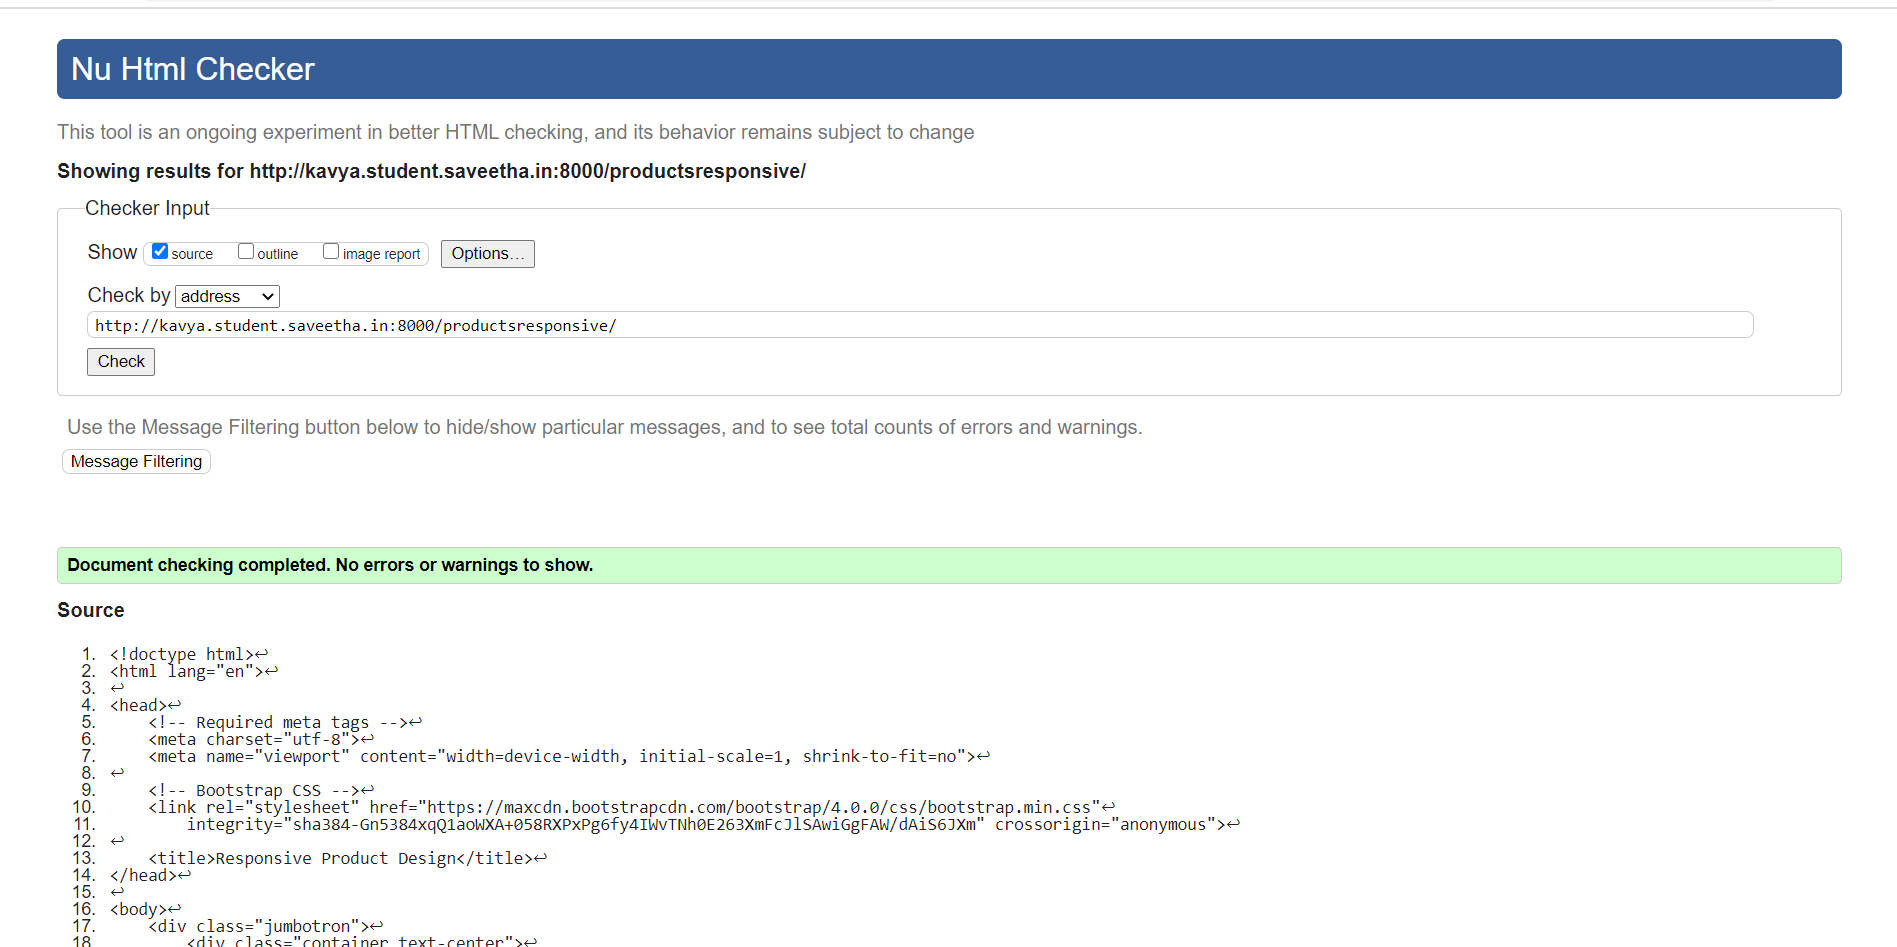 Nu Html Checker
This tool is an ongoing experiment in better HTML checking, and its behavior remains subject to change
Showing results for http://kavya.student.saveetha.in:8000/productsresponsive/
Checker Input
Show source outline image report Options...
Check by address
http://kavya.student.saveetha.in:8000/productsresponsive/
Check
Use the Message Filtering button below to hide/show particular messages, and to see total counts of errors and warnings.
Message Filtering
Document checking completed. No errors or warnings to show.
Source
1. <!doctype html>↩
2. <html lang="en">↩
3. ↩
4. <head>↩
5. <!-- Required meta tags -->↩
6. <meta charset="utf-8">↩
7. <meta name="viewport" content="width=device-width, initial-scale=1, shrink-to-fit=no">↩
8. ↩
9. <!-- Bootstrap CSS -->↩
10. <link rel="stylesheet" href="https://maxcdn.bootstrapcdn.com/bootstrap/4.0.0/css/bootstrap.min.css"↩
11. integrity="sha384-Gn5384xqQ1aoWXA+058RXPxPg6fy4IWvTNh0E263XmFcJlSAwiGgFAW/dAiS6JXm" crossorigin="anonymous">↩
12. ↩
13. <title>Responsive Product Design</title>↩
14. </head>↩
15. ↩
16. <body>↩
17. <div class="jumbotron">↩
18. <div class="container text-center">↩